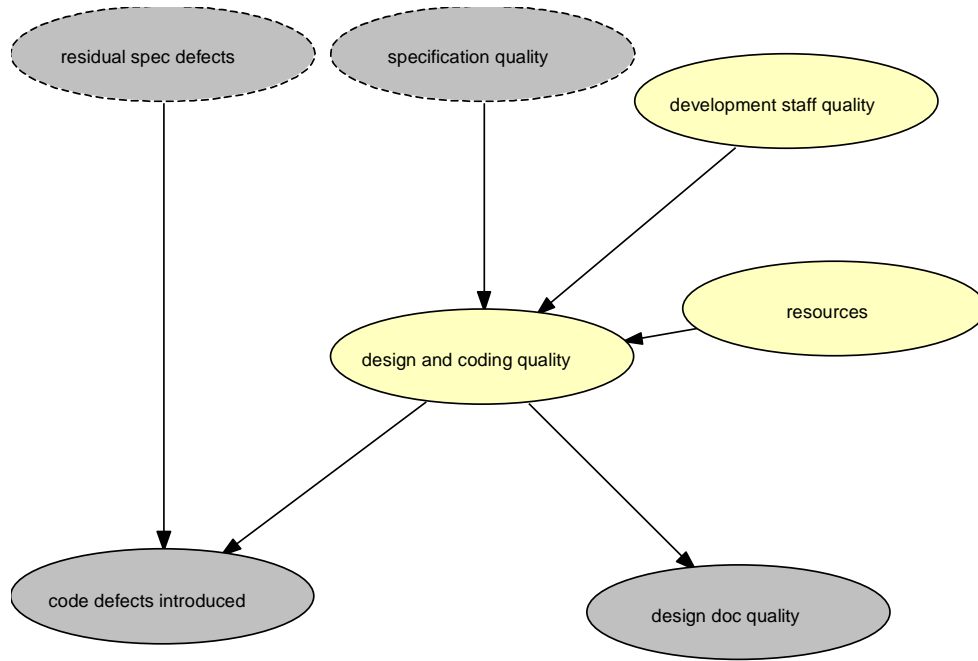 residual spec defects
specification quality
development staff quality
resources
design and coding quality
code defects introduced
design doc quality